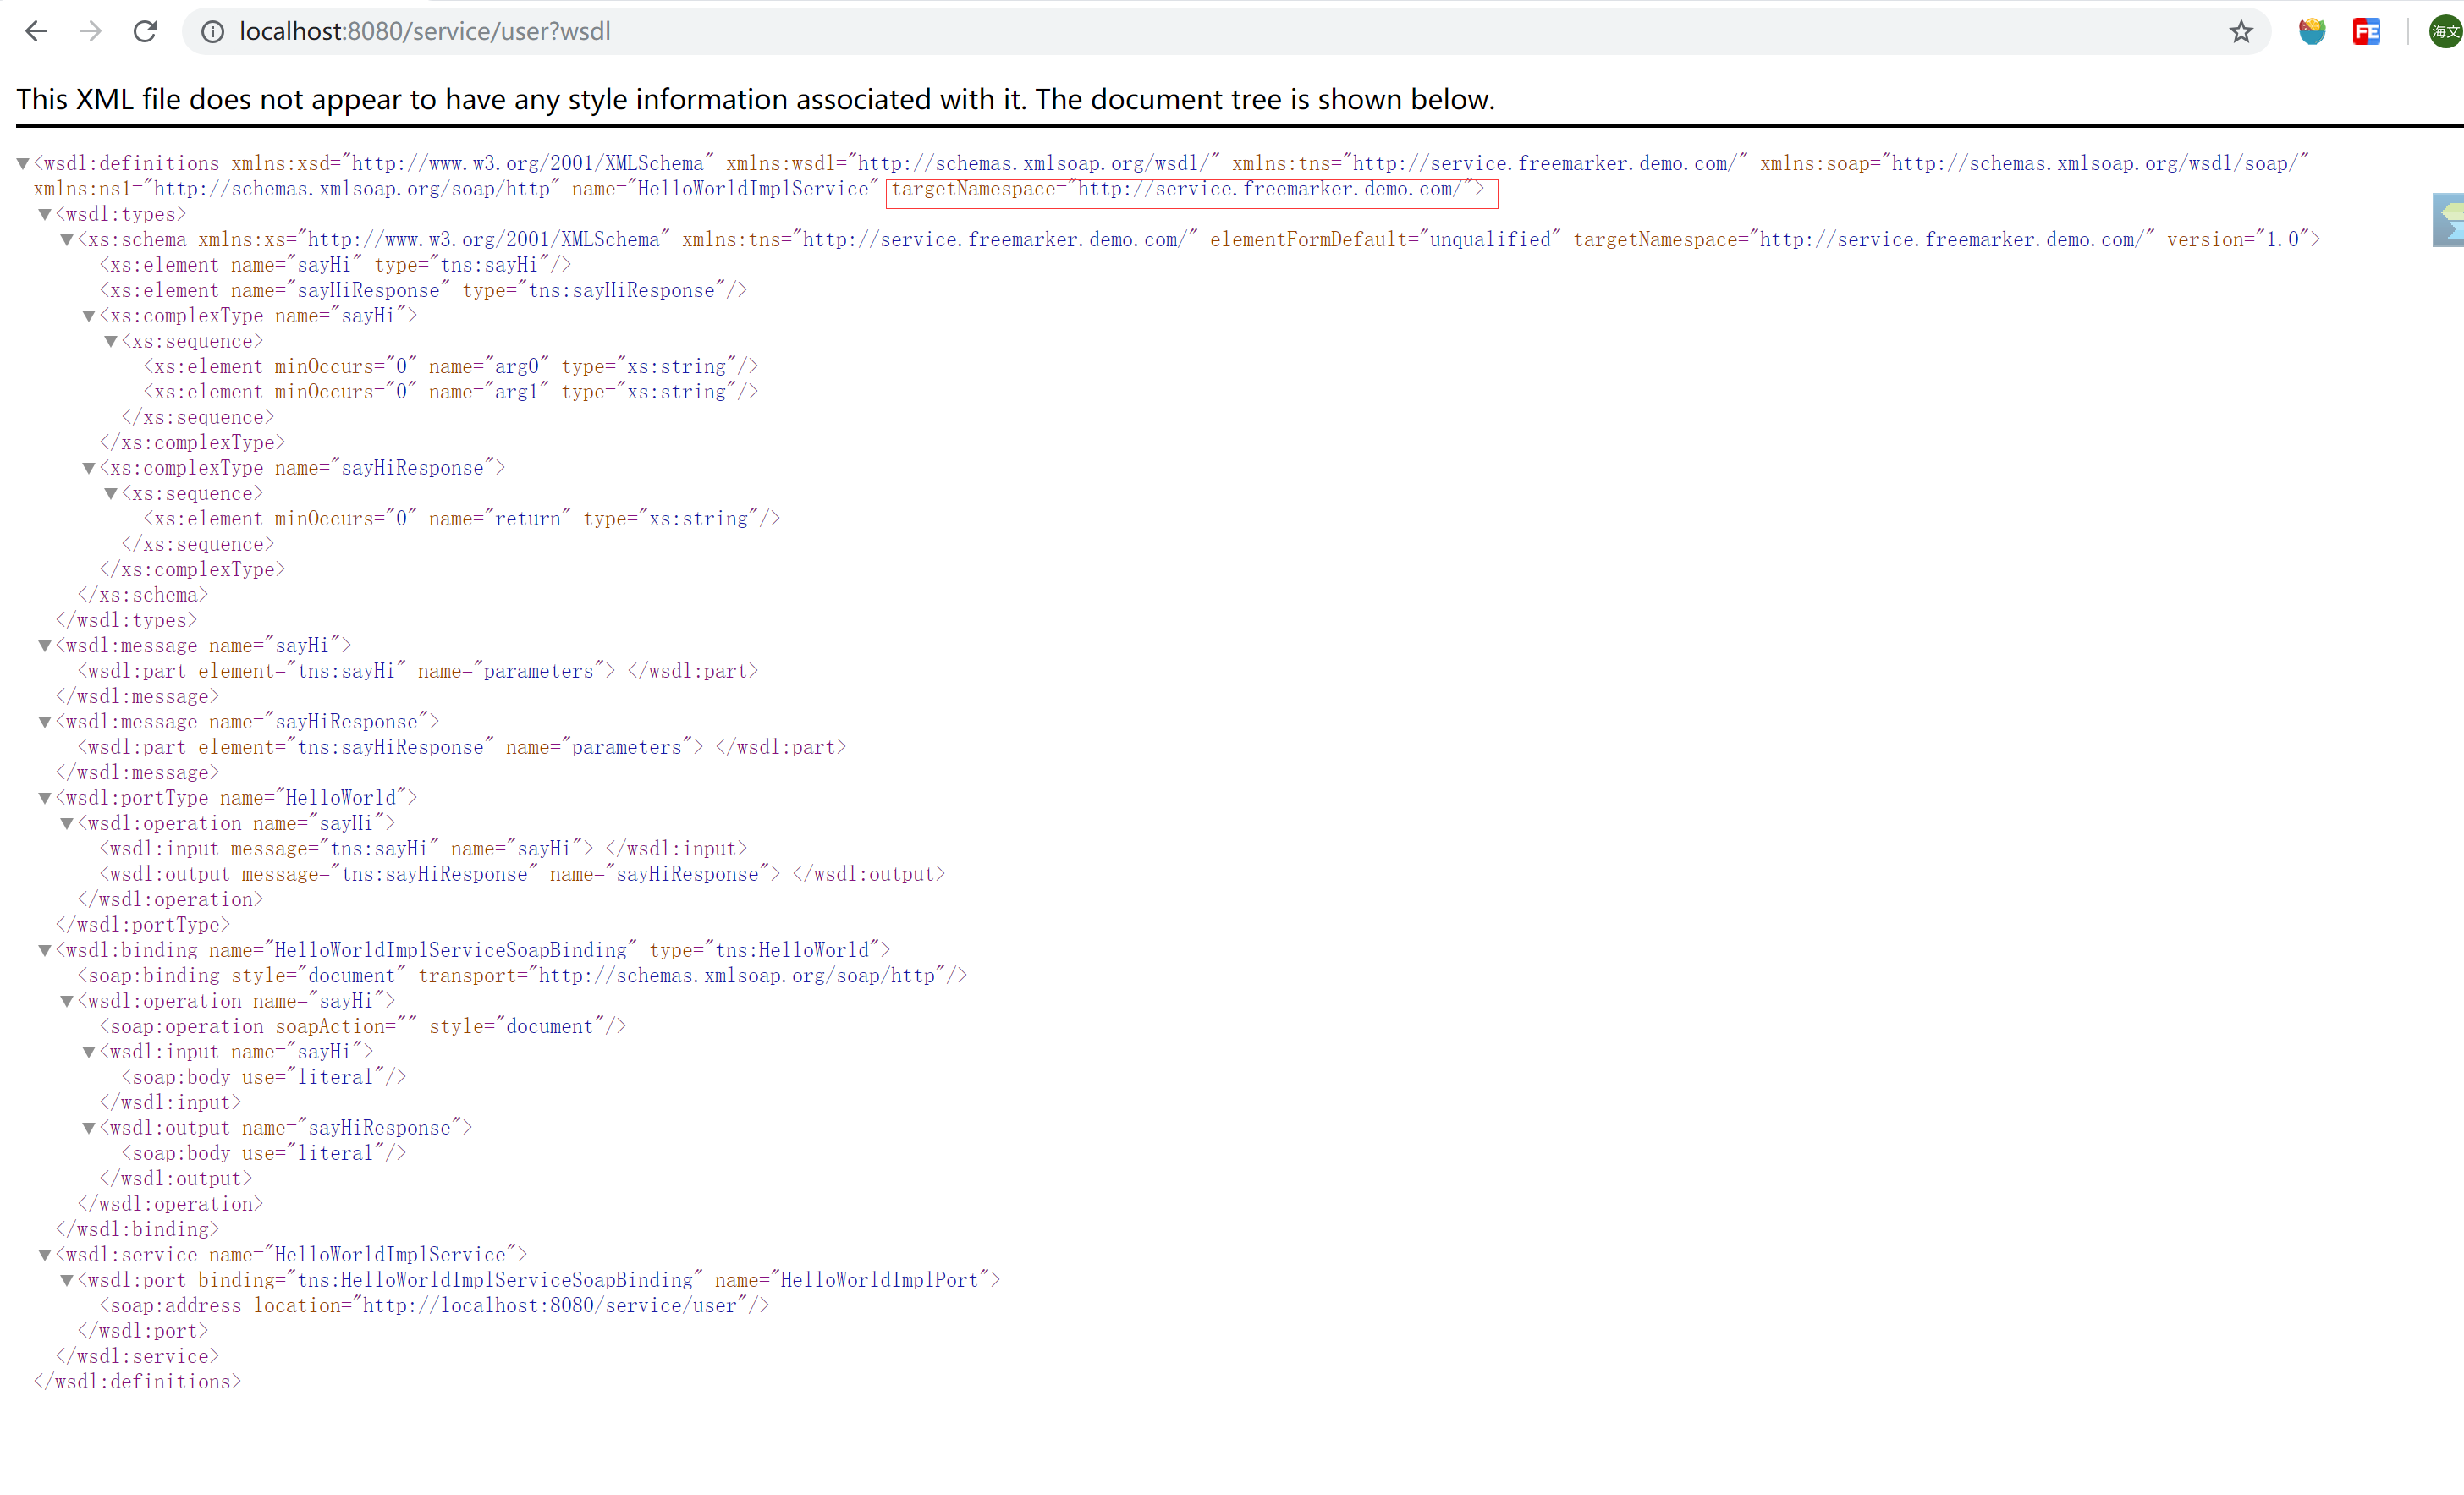 localhost:8080/service/user?wsdl
FE
海文
This XML file does not appear to have any style information associated with it. The document tree is shown below.
▼<wsdl:definitions xmlns:xsd="http://www.w3.org/2001/XMLSchema" xmlns:wsdl="http://schemas.xmlsoap.org/wsdl/" xmlns:tns="http://service.freemarker.demo.com/" xmlns:soap="http://schemas.xmlsoap.org/wsdl/soap/"
xmlns:ns1="http://schemas.xmlsoap.org/soap/http" name="HelloWorldImplService" targetNamespace="http://service.freemarker.demo.com/">
▼<wsdl:types>
▼<xs:schema xmlns:xs="http://www.w3.org/2001/XMLSchema" xmlns:tns="http://service.freemarker.demo.com/" elementFormDefault="unqualified" targetNamespace="http://service.freemarker.demo.com/" version="1.0">
<xs:element name="sayHi" type="tns:sayHi"/>
<xs:element name="sayHiResponse" type="tns:sayHiResponse"/>
▼<xs:complexType name="sayHi">
▼<xs:sequence>
<xs:element minOccurs="0" name="arg0" type="xs:string"/>
<xs:element minOccurs="0" name="arg1" type="xs:string"/>
</xs:sequence>
</xs:complexType>
▼<xs:complexType name="sayHiResponse">
▼<xs:sequence>
<xs:element minOccurs="0" name="return" type="xs:string"/>
</xs:sequence>
</xs:complexType>
</xs:schema>
</wsdl:types>
▼<wsdl:message name="sayHi">
<wsdl:part element="tns:sayHi" name="parameters"> </wsdl:part>
</wsdl:message>
▼<wsdl:message name="sayHiResponse">
<wsdl:part element="tns:sayHiResponse" name="parameters"> </wsdl:part>
</wsdl:message>
▼<wsdl:portType name="HelloWorld">
▼<wsdl:operation name="sayHi">
<wsdl:input message="tns:sayHi" name="sayHi"> </wsdl:input>
<wsdl:output message="tns:sayHiResponse" name="sayHiResponse"> </wsdl:output>
</wsdl:operation>
</wsdl:portType>
▼<wsdl:binding name="HelloWorldImplServiceSoapBinding" type="tns:HelloWorld">
<soap:binding style="document" transport="http://schemas.xmlsoap.org/soap/http"/>
▼<wsdl:operation name="sayHi">
<soap:operation soapAction="" style="document"/>
▼<wsdl:input name="sayHi">
<soap:body use="literal"/>
</wsdl:input>
▼<wsdl:output name="sayHiResponse">
<soap:body use="literal"/>
</wsdl:output>
</wsdl:operation>
</wsdl:binding>
▼<wsdl:service name="HelloWorldImplService">
▼<wsdl:port binding="tns:HelloWorldImplServiceSoapBinding" name="HelloWorldImplPort">
<soap:address location="http://localhost:8080/service/user"/>
</wsdl:port>
</wsdl:service>
</wsdl:definitions>